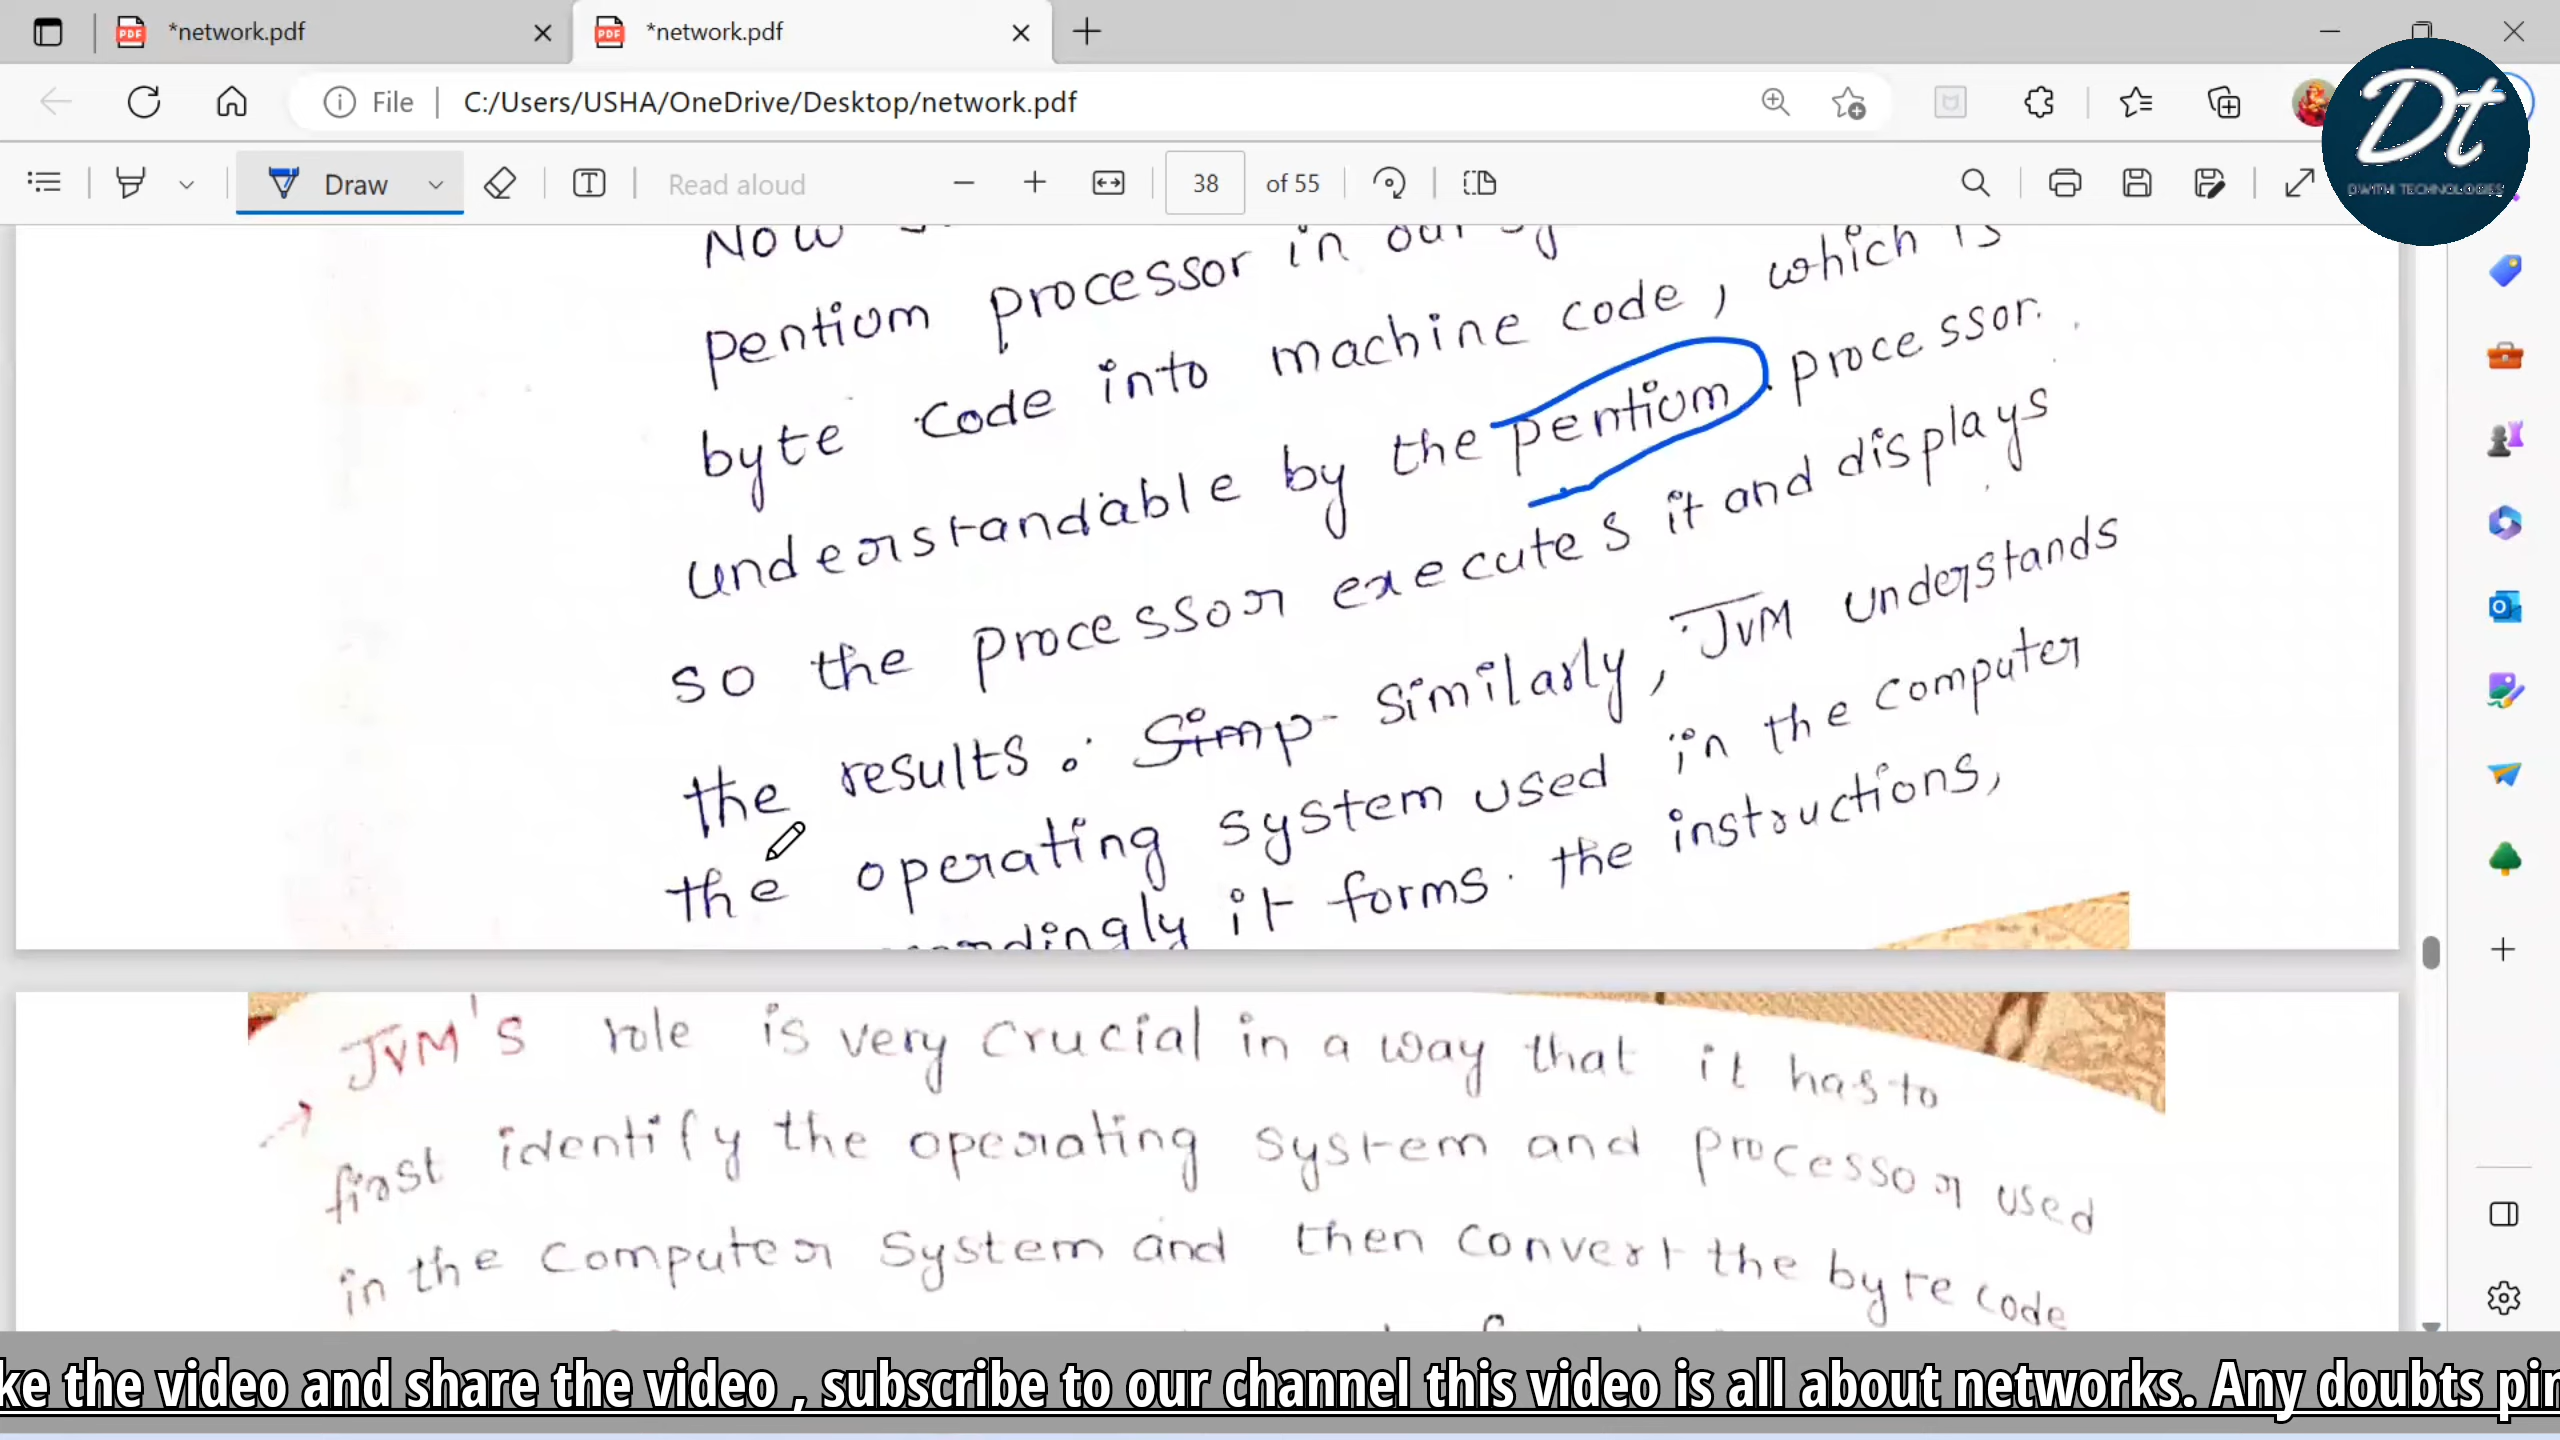 *network.pdf
*network.pdf
File
C:/Users/USHA/OneDrive/Desktop/network.pdf
Draw
Read aloud
38
of 55
Dt
DWITHI TECHNOLOGIES
Now
pentium processor in our
byte code into machine code, which is
understandable by the pentium processor.
so the processor executes it and displays
the results. Simp- Similarly, JVM understands
the operating system used in the computer
it forms. the instructions,
JVM's role is very crucial in a way that it has to
first identify the operating system and processor used
in the computer system and then convert the byte code
ke the video and share the video , subscribe to our channel this video is all about networks. Any doubts pin